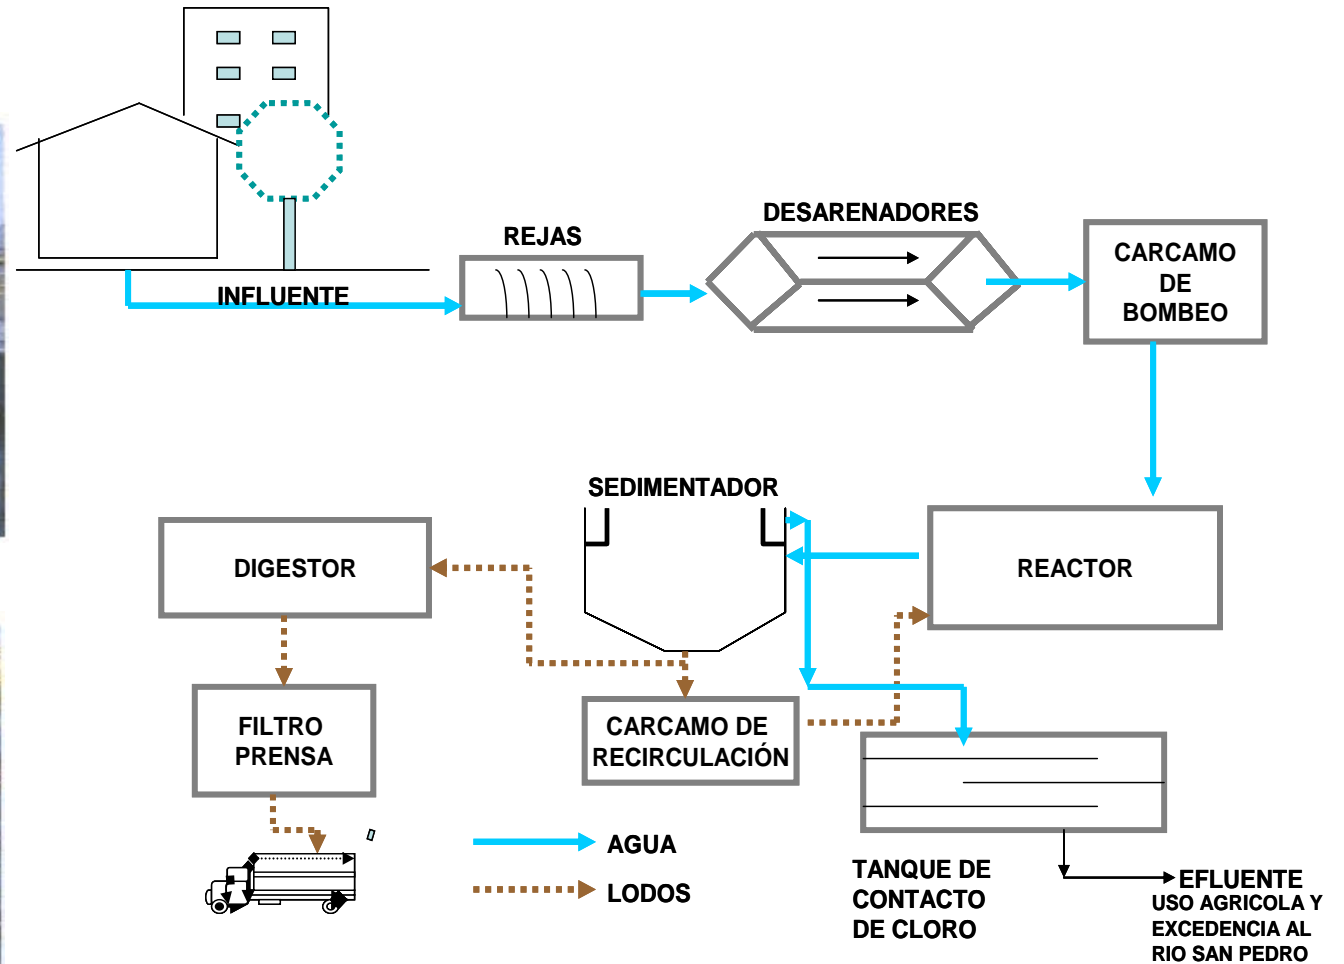 DESARENADORES
REJAS
INFLUENTE
CARCAMO
DE
BOMBEO
SEDIMENTADOR
DIGESTOR
REACTOR
FILTRO
PRENSA
CARCAMO DE
RECIRCULACIÓN
AGUA
LODOS
TANQUE DE
CONTACTO
DE CLORO
EFLUENTE
USO AGRICOLA Y
EXCEDENCIA AL
RIO SAN PEDRO